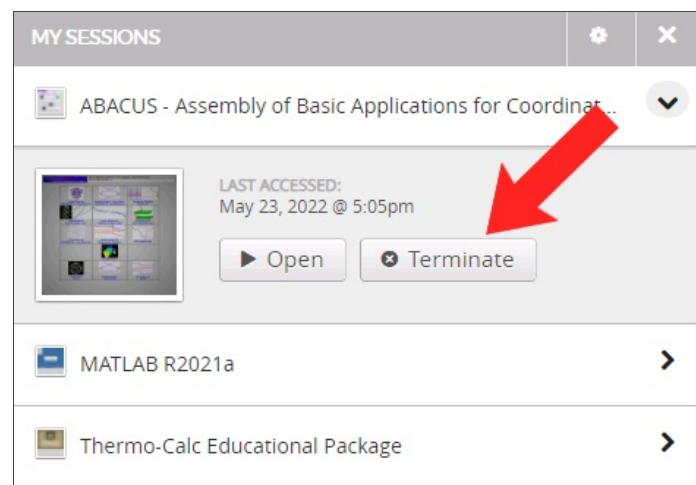 MY SESSIONS
ABACUS - Assembly of Basic Applications for Coordinat...
LAST ACCESSED:
May 23, 2022 @ 5:05pm
Open
Terminate
MATLAB R2021a
Thermo-Calc Educational Package